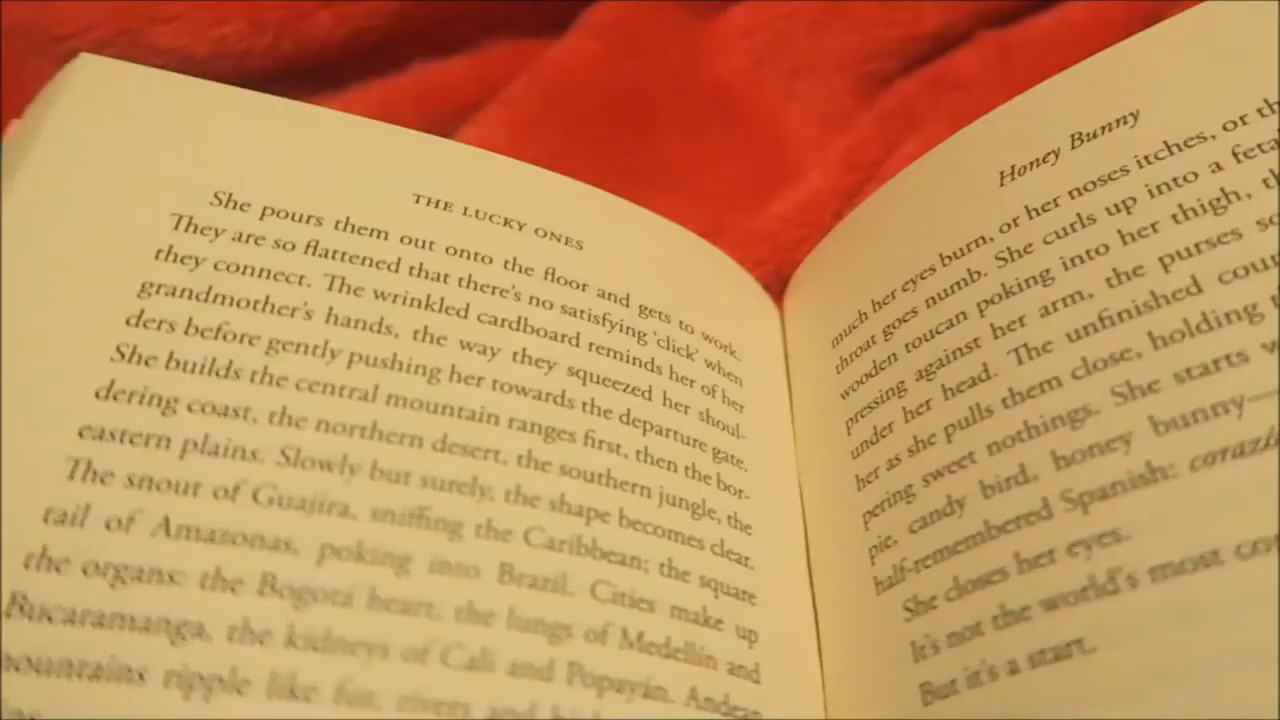 THE LUCKY ONES
She pours them out onto the floor and gets to work.
They are so flattened that there's no satisfying 'click' when
they connect. The wrinkled cardboard reminds her of her
grandmother's hands, the way they squeezed her shoul-
ders before gently pushing her towards the departure gate.
She builds the central mountain ranges first, then the bor-
dering coast, the northern desert, the southern jungle, the
eastern plains. Slowly but surely, the shape becomes clear.
The snout of Guajira, sniffing the Caribbean; the square
tail of Amazonas, poking into Brazil. Cities make up
the organs: the Bogotá heart, the lungs of Medellín and
Bucaramanga, the kidneys of Cali and Popayán. Andean
mountains ripple like fur, rivers and
Honey Bunny
much her eyes burn, or her noses itches, or
throat goes numb. She curls up into a
wooden toucan poking into her thigh,
pressing against her arm, the purses
under her head. The unfinished
her as she pulls them close, holding
pering sweet nothings. She starts
pie, candy bird, honey bunny—
half-remembered Spanish:
She closes her eyes.
It's not the world's most
But it's a start.